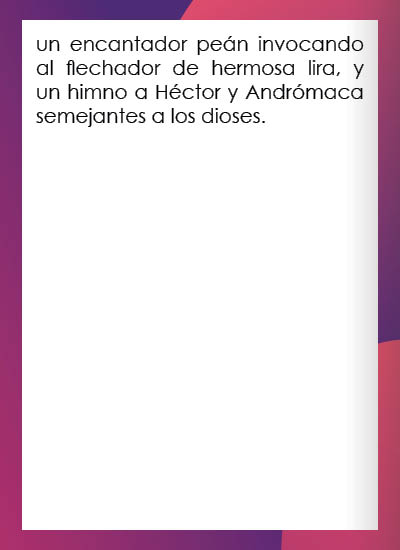 un encantador peán invocando
al flechador de hermosa lira, y
un himno a Héctor y Andrómaca
semejantes a los dioses.